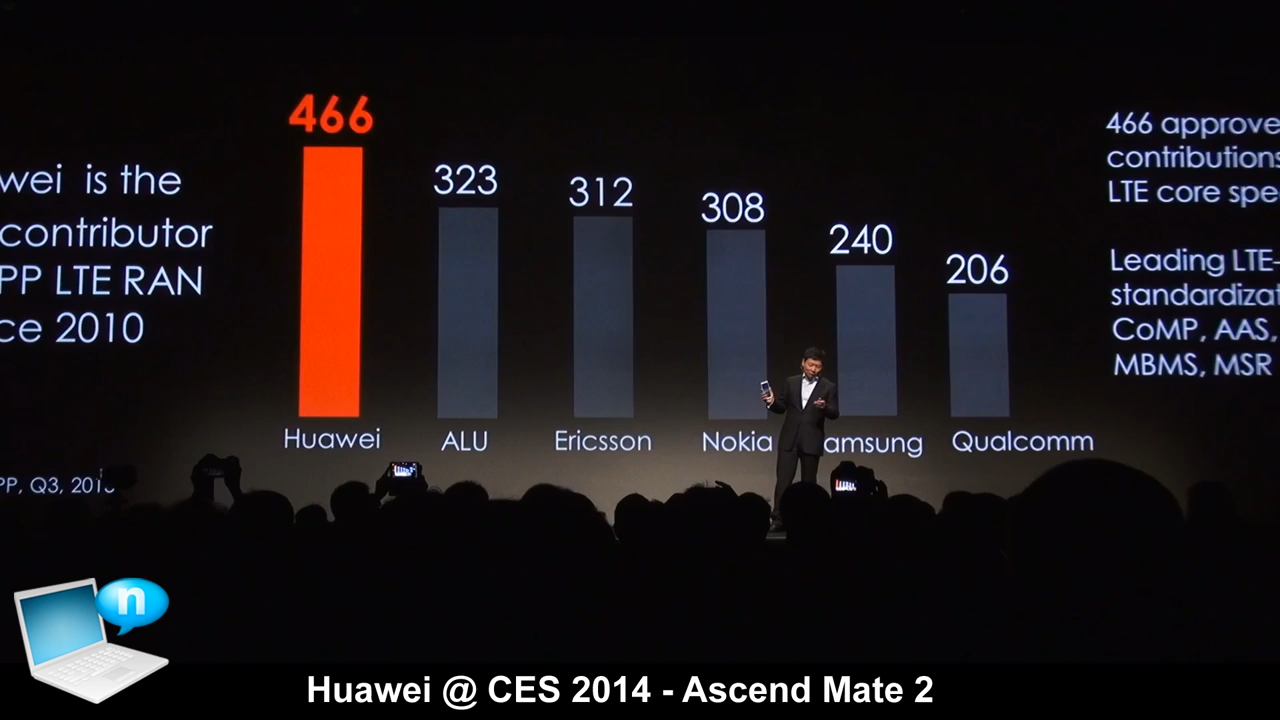 466
323
312
308
240
206
wei is the
contributor
PP LTE RAN
ce 2010
466 approve
contributions
LTE core spe
Leading LTE-
standardizat
CoMP, AAS,
MBMS, MSR
Huawei ALU Ericsson Nokia amsung Qualcomm
PP, Q3, 201
n
Huawei @ CES 2014 - Ascend Mate 2